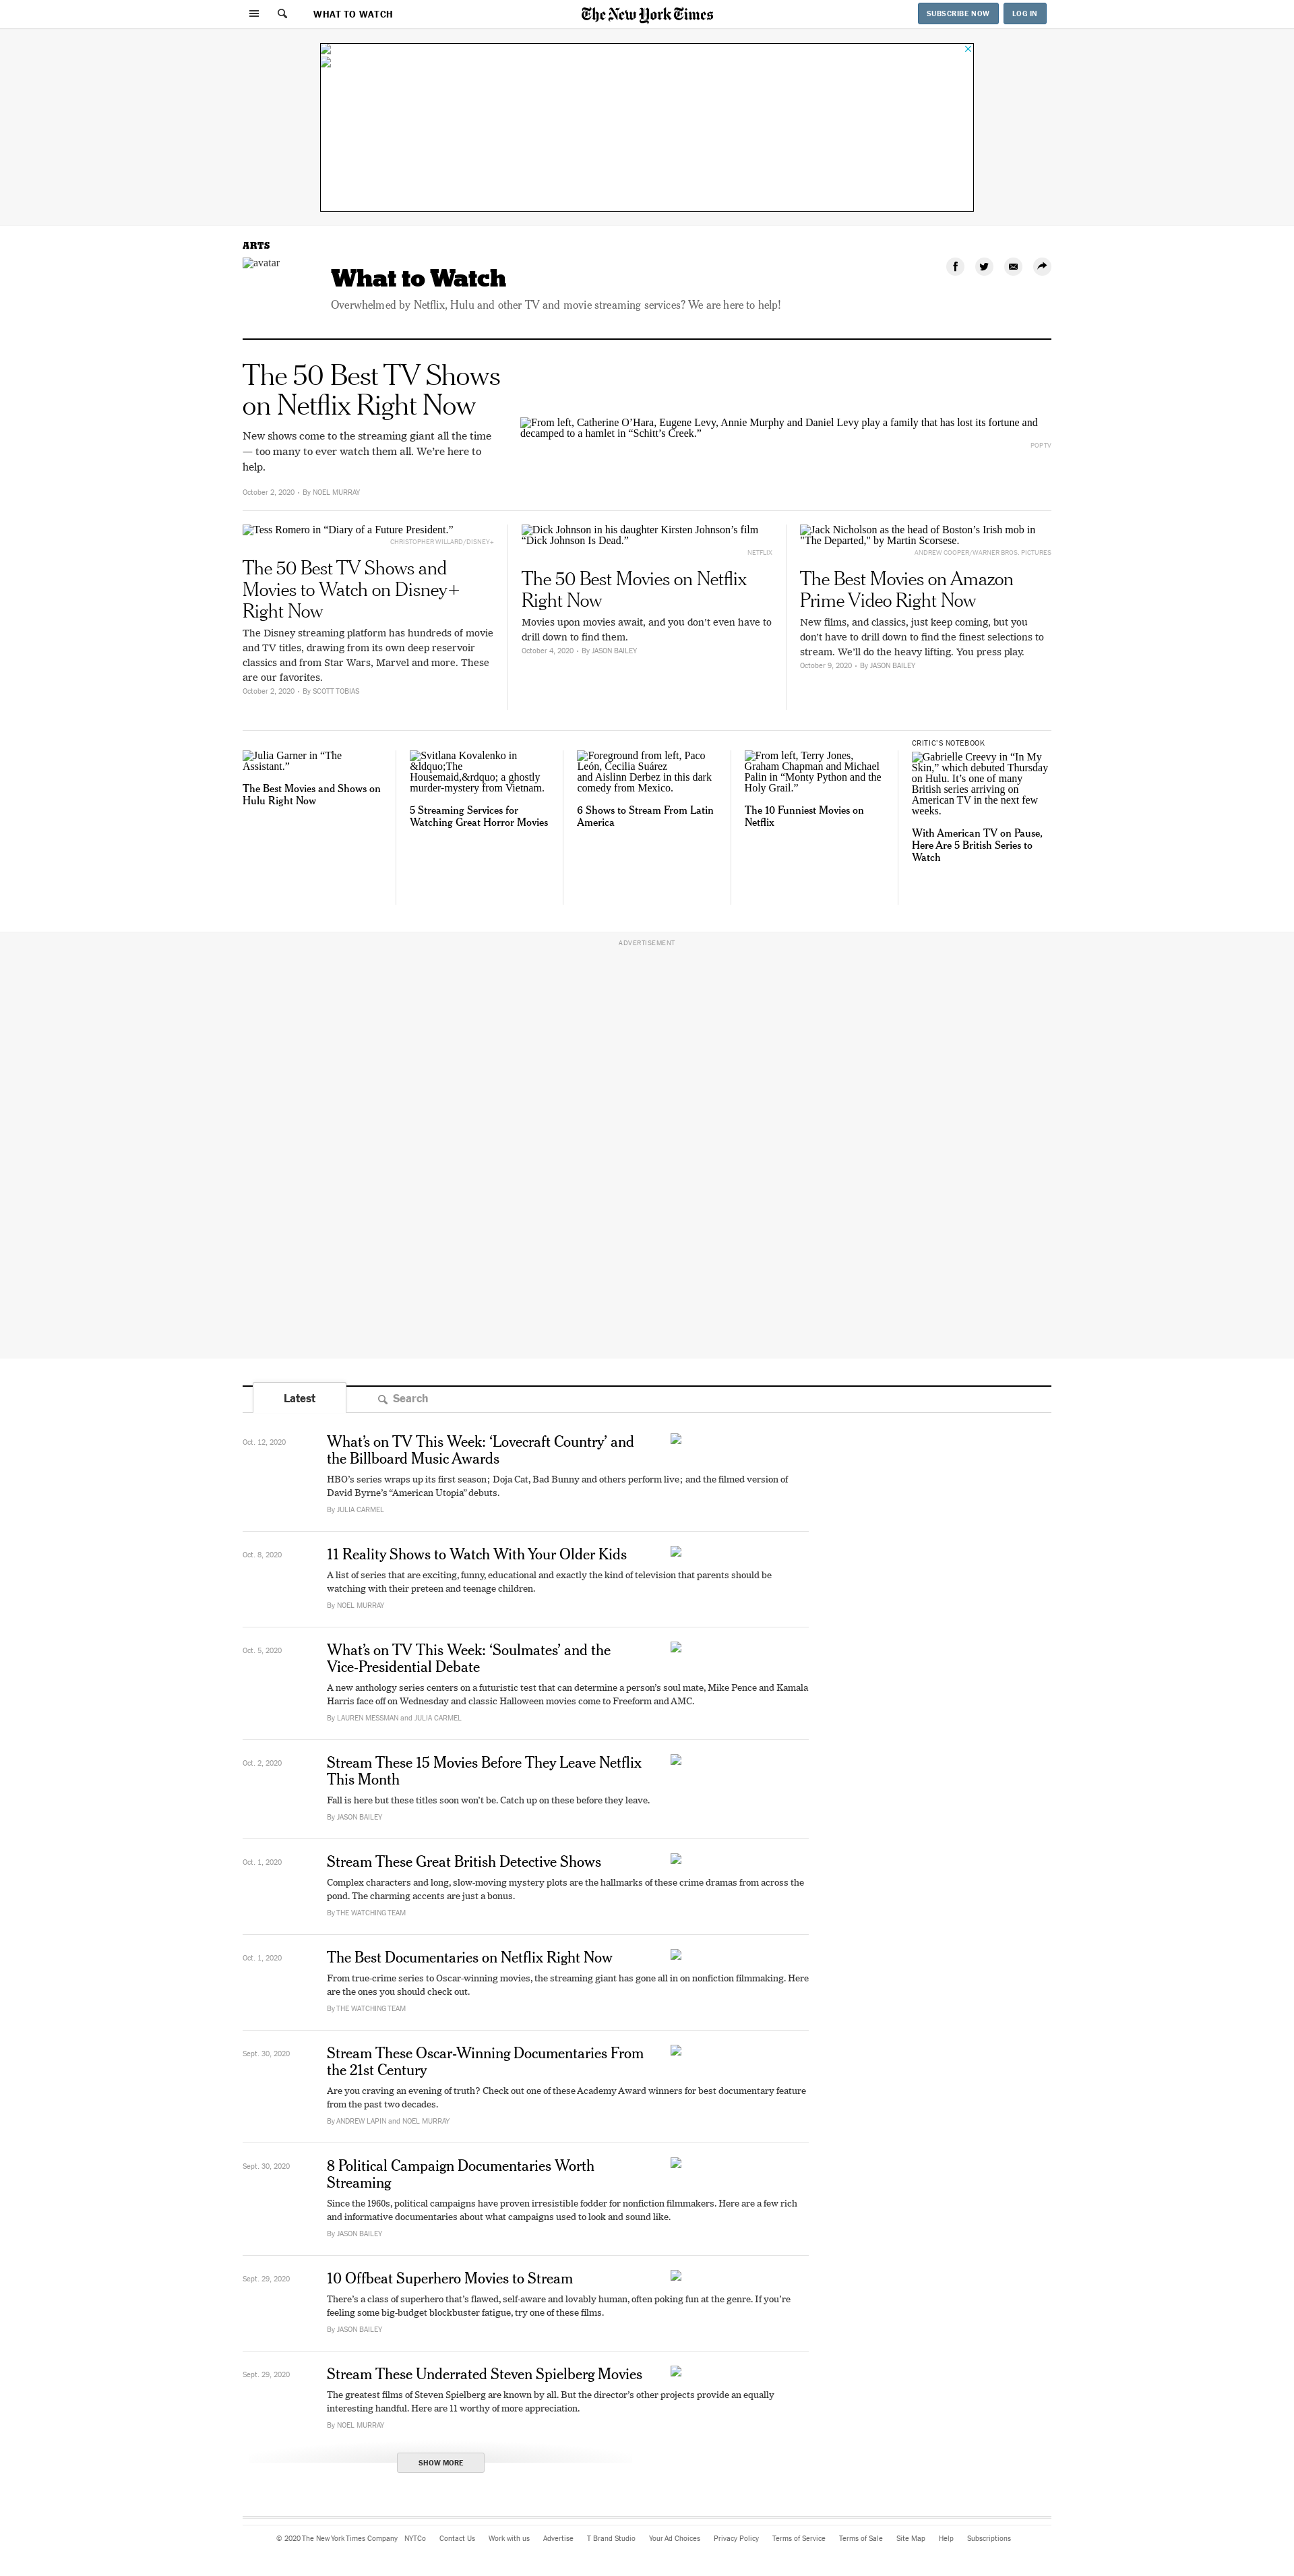 WHAT TO WATCH
The New York Times
SUBSCRIBE NOW
LOG IN
ARTS
avatar
What to Watch
Overwhelmed by Netflix, Hulu and other TV and movie streaming services? We are here to help!
The 50 Best TV Shows
on Netflix Right Now
New shows come to the streaming giant all the time
— too many to ever watch them all. We’re here to
help.
October 2, 2020 • By NOEL MURRAY
From left, Catherine O’Hara, Eugene Levy, Annie Murphy and Daniel Levy play a family that has lost its fortune and
decamped to a hamlet in “Schitt’s Creek.”
POP TV
Tess Romero in “Diary of a Future President.”
CHRISTOPHER WILLARD/DISNEY+
The 50 Best TV Shows and
Movies to Watch on Disney+
Right Now
The Disney streaming platform has hundreds of movie
and TV titles, drawing from its own deep reservoir
classics and from Star Wars, Marvel and more. These
are our favorites.
October 2, 2020 • By SCOTT TOBIAS
Dick Johnson in his daughter Kirsten Johnson’s film
“Dick Johnson Is Dead.”
NETFLIX
The 50 Best Movies on Netflix
Right Now
Movies upon movies await, and you don’t even have to
drill down to find them.
October 4, 2020 • By JASON BAILEY
Jack Nicholson as the head of Boston’s Irish mob in
"The Departed," by Martin Scorsese.
ANDREW COOPER/WARNER BROS. PICTURES
The Best Movies on Amazon
Prime Video Right Now
New films, and classics, just keep coming, but you
don’t have to drill down to find the finest selections to
stream. We’ll do the heavy lifting. You press play.
October 9, 2020 • By JASON BAILEY
Julia Garner in “The
Assistant.”
The Best Movies and Shows on
Hulu Right Now
Svitlana Kovalenko in
&ldquo;The
Housemaid,&rdquo; a ghostly
murder-mystery from Vietnam.
5 Streaming Services for
Watching Great Horror Movies
Foreground from left, Paco
León, Cecilia Suárez
and Aislinn Derbez in this dark
comedy from Mexico.
6 Shows to Stream From Latin
America
From left, Terry Jones,
Graham Chapman and Michael
Palin in “Monty Python and the
Holy Grail.”
The 10 Funniest Movies on
Netflix
CRITIC’S NOTEBOOK
Gabrielle Creevy in “In My
Skin,” which debuted Thursday
on Hulu. It’s one of many
British series arriving on
American TV in the next few
weeks.
With American TV on Pause,
Here Are 5 British Series to
Watch
ADVERTISEMENT
Latest
Search
Oct. 12, 2020
What’s on TV This Week: ‘Lovecraft Country’ and
the Billboard Music Awards
HBO’s series wraps up its first season; Doja Cat, Bad Bunny and others perform live; and the filmed version of
David Byrne’s “American Utopia” debuts.
By JULIA CARMEL
Oct. 8, 2020
11 Reality Shows to Watch With Your Older Kids
A list of series that are exciting, funny, educational and exactly the kind of television that parents should be
watching with their preteen and teenage children.
By NOEL MURRAY
Oct. 5, 2020
What’s on TV This Week: ‘Soulmates’ and the
Vice-Presidential Debate
A new anthology series centers on a futuristic test that can determine a person’s soul mate, Mike Pence and Kamala
Harris face off on Wednesday and classic Halloween movies come to Freeform and AMC.
By LAUREN MESSMAN and JULIA CARMEL
Oct. 2, 2020
Stream These 15 Movies Before They Leave Netflix
This Month
Fall is here but these titles soon won’t be. Catch up on these before they leave.
By JASON BAILEY
Oct. 1, 2020
Stream These Great British Detective Shows
Complex characters and long, slow-moving mystery plots are the hallmarks of these crime dramas from across the
pond. The charming accents are just a bonus.
By THE WATCHING TEAM
Oct. 1, 2020
The Best Documentaries on Netflix Right Now
From true-crime series to Oscar-winning movies, the streaming giant has gone all in on nonfiction filmmaking. Here
are the ones you should check out.
By THE WATCHING TEAM
Sept. 30, 2020
Stream These Oscar-Winning Documentaries From
the 21st Century
Are you craving an evening of truth? Check out one of these Academy Award winners for best documentary feature
from the past two decades.
By ANDREW LAPIN and NOEL MURRAY
Sept. 30, 2020
8 Political Campaign Documentaries Worth
Streaming
Since the 1960s, political campaigns have proven irresistible fodder for nonfiction filmmakers. Here are a few rich
and informative documentaries about what campaigns used to look and sound like.
By JASON BAILEY
Sept. 29, 2020
10 Offbeat Superhero Movies to Stream
There’s a class of superhero that’s flawed, self-aware and lovably human, often poking fun at the genre. If you’re
feeling some big-budget blockbuster fatigue, try one of these films.
By JASON BAILEY
Sept. 29, 2020
Stream These Underrated Steven Spielberg Movies
The greatest films of Steven Spielberg are known by all. But the director’s other projects provide an equally
interesting handful. Here are 11 worthy of more appreciation.
By NOEL MURRAY
SHOW MORE
© 2020 The New York Times Company NYTCo Contact Us Work with us Advertise T Brand Studio Your Ad Choices Privacy Policy Terms of Service Terms of Sale Site Map Help Subscriptions